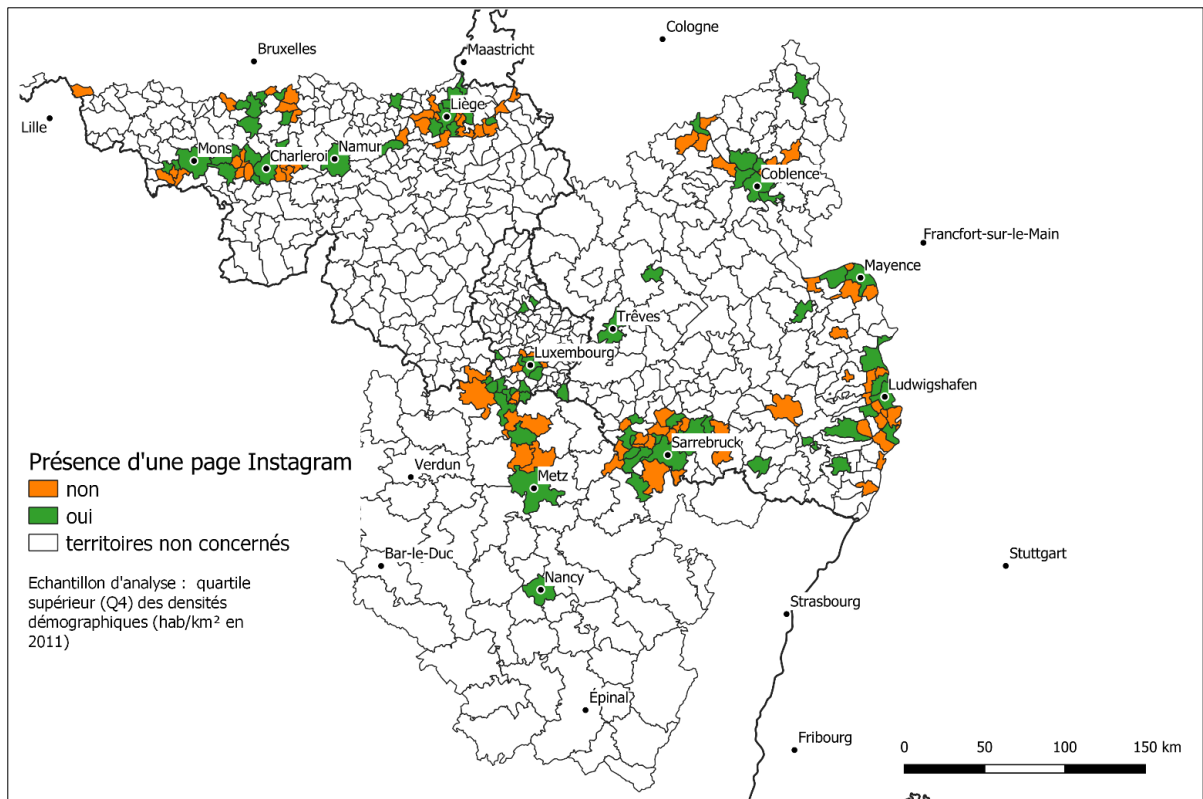 Cologne
Bruxelles
Maastricht
Lille
Liège
Mons
Charleroi
Namur
Coblence
Francfort-sur-le-Main
Mayence
Trêves
Luxembourg
Ludwigshafen
Sarrebruck
Verdun
Metz
Bar-le-Duc
Nancy
Stuttgart
Strasbourg
Épinal
Fribourg
Présence d'une page Instagram
non
oui
territoires non concernés
Echantillon d'analyse : quartile
supérieur (Q4) des densités
démographiques (hab/km² en
2011)
0 50 100 150 km